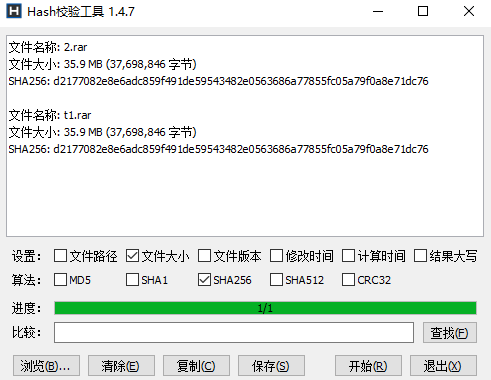 Hash校验工具 1.4.7
文件名称: 2.rar
文件大小: 35.9 MB (37,698,846 字节)
SHA256: d2177082e8e6adc859f491de59543482e0563686a77855fc05a79f0a8e71dc76
文件名称: t1.rar
文件大小: 35.9 MB (37,698,846 字节)
SHA256: d2177082e8e6adc859f491de59543482e0563686a77855fc05a79f0a8e71dc76
设置: 文件路径 文件大小 文件版本 修改时间 计算时间 结果大写
算法: MD5 SHA1 SHA256 SHA512 CRC32
进度: 1/1
比较: 查找(F)
浏览(B)... 清除(E) 复制(C) 保存(S) 开始(R) 退出(X)